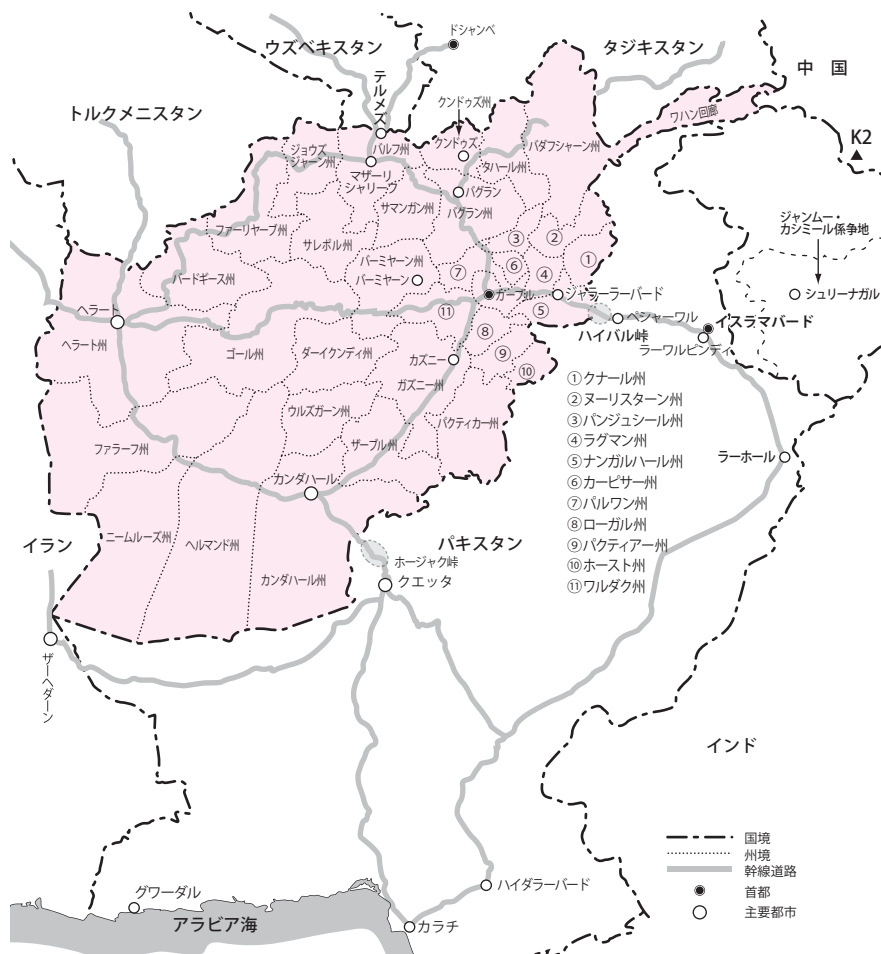 ドシャンベ
ウズベキスタン
タジキスタン
中 国
テルメズ
クンドゥズ州
トルクメニスタン
ワハン回廊
K2
ジョウズ
ジャーン州
バルフ州
クンドゥズ
バダフシャーン州
マザーリ
シャリーフ
タハール州
バグラン
サマンガン州
バグラン州
ジャンムー・
カシミール係争地
ファーリヤーブ州
サレポル州
③
②
バーミヤーン州
⑥
①
バードギース州
バーミヤーン
⑦
④
シュリーナガル
ヘラート
カーブル
ジャラーラーバード
⑪
⑤
ペシャーワル
イスラマバード
ハイバル峠
ラーワルピンディ
ヘラート州
ゴール州
ダーイクンディ州
⑧
カズニー
⑨
ガズニー州
⑩
①クナール州
②ヌーリスターン州
③パンジュシール州
④ラグマン州
⑤ナンガルハール州
⑥カーピサー州
⑦パルワン州
⑧ローガル州
⑨パクティアー州
⑩ホースト州
⑪ワルダク州
ウルズガーン州
パクティカー州
ザーブル州
ファラーフ州
ラーホール
カンダハール
イラン
ニームルーズ州
ヘルマンド州
パキスタン
ホージャク峠
カンダハール州
クエッタ
ザーヘダーン
インド
国境
州境
幹線道路
首都
主要都市
グワーダル
ハイダラーバード
アラビア海
カラチ